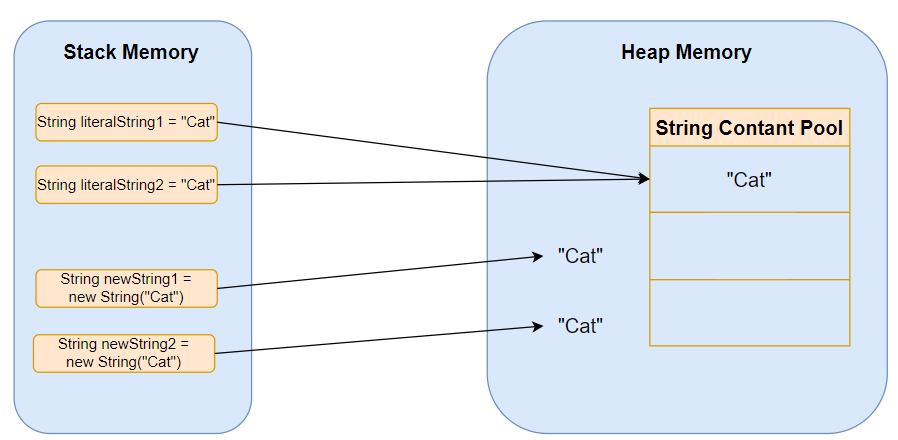 Stack Memory
String literalString1 = "Cat"
String literalString2 = "Cat"
String newString1 =
new String("Cat")
String newString2 =
new String("Cat")
Heap Memory
String Contant Pool
"Cat"
"Cat"
"Cat"